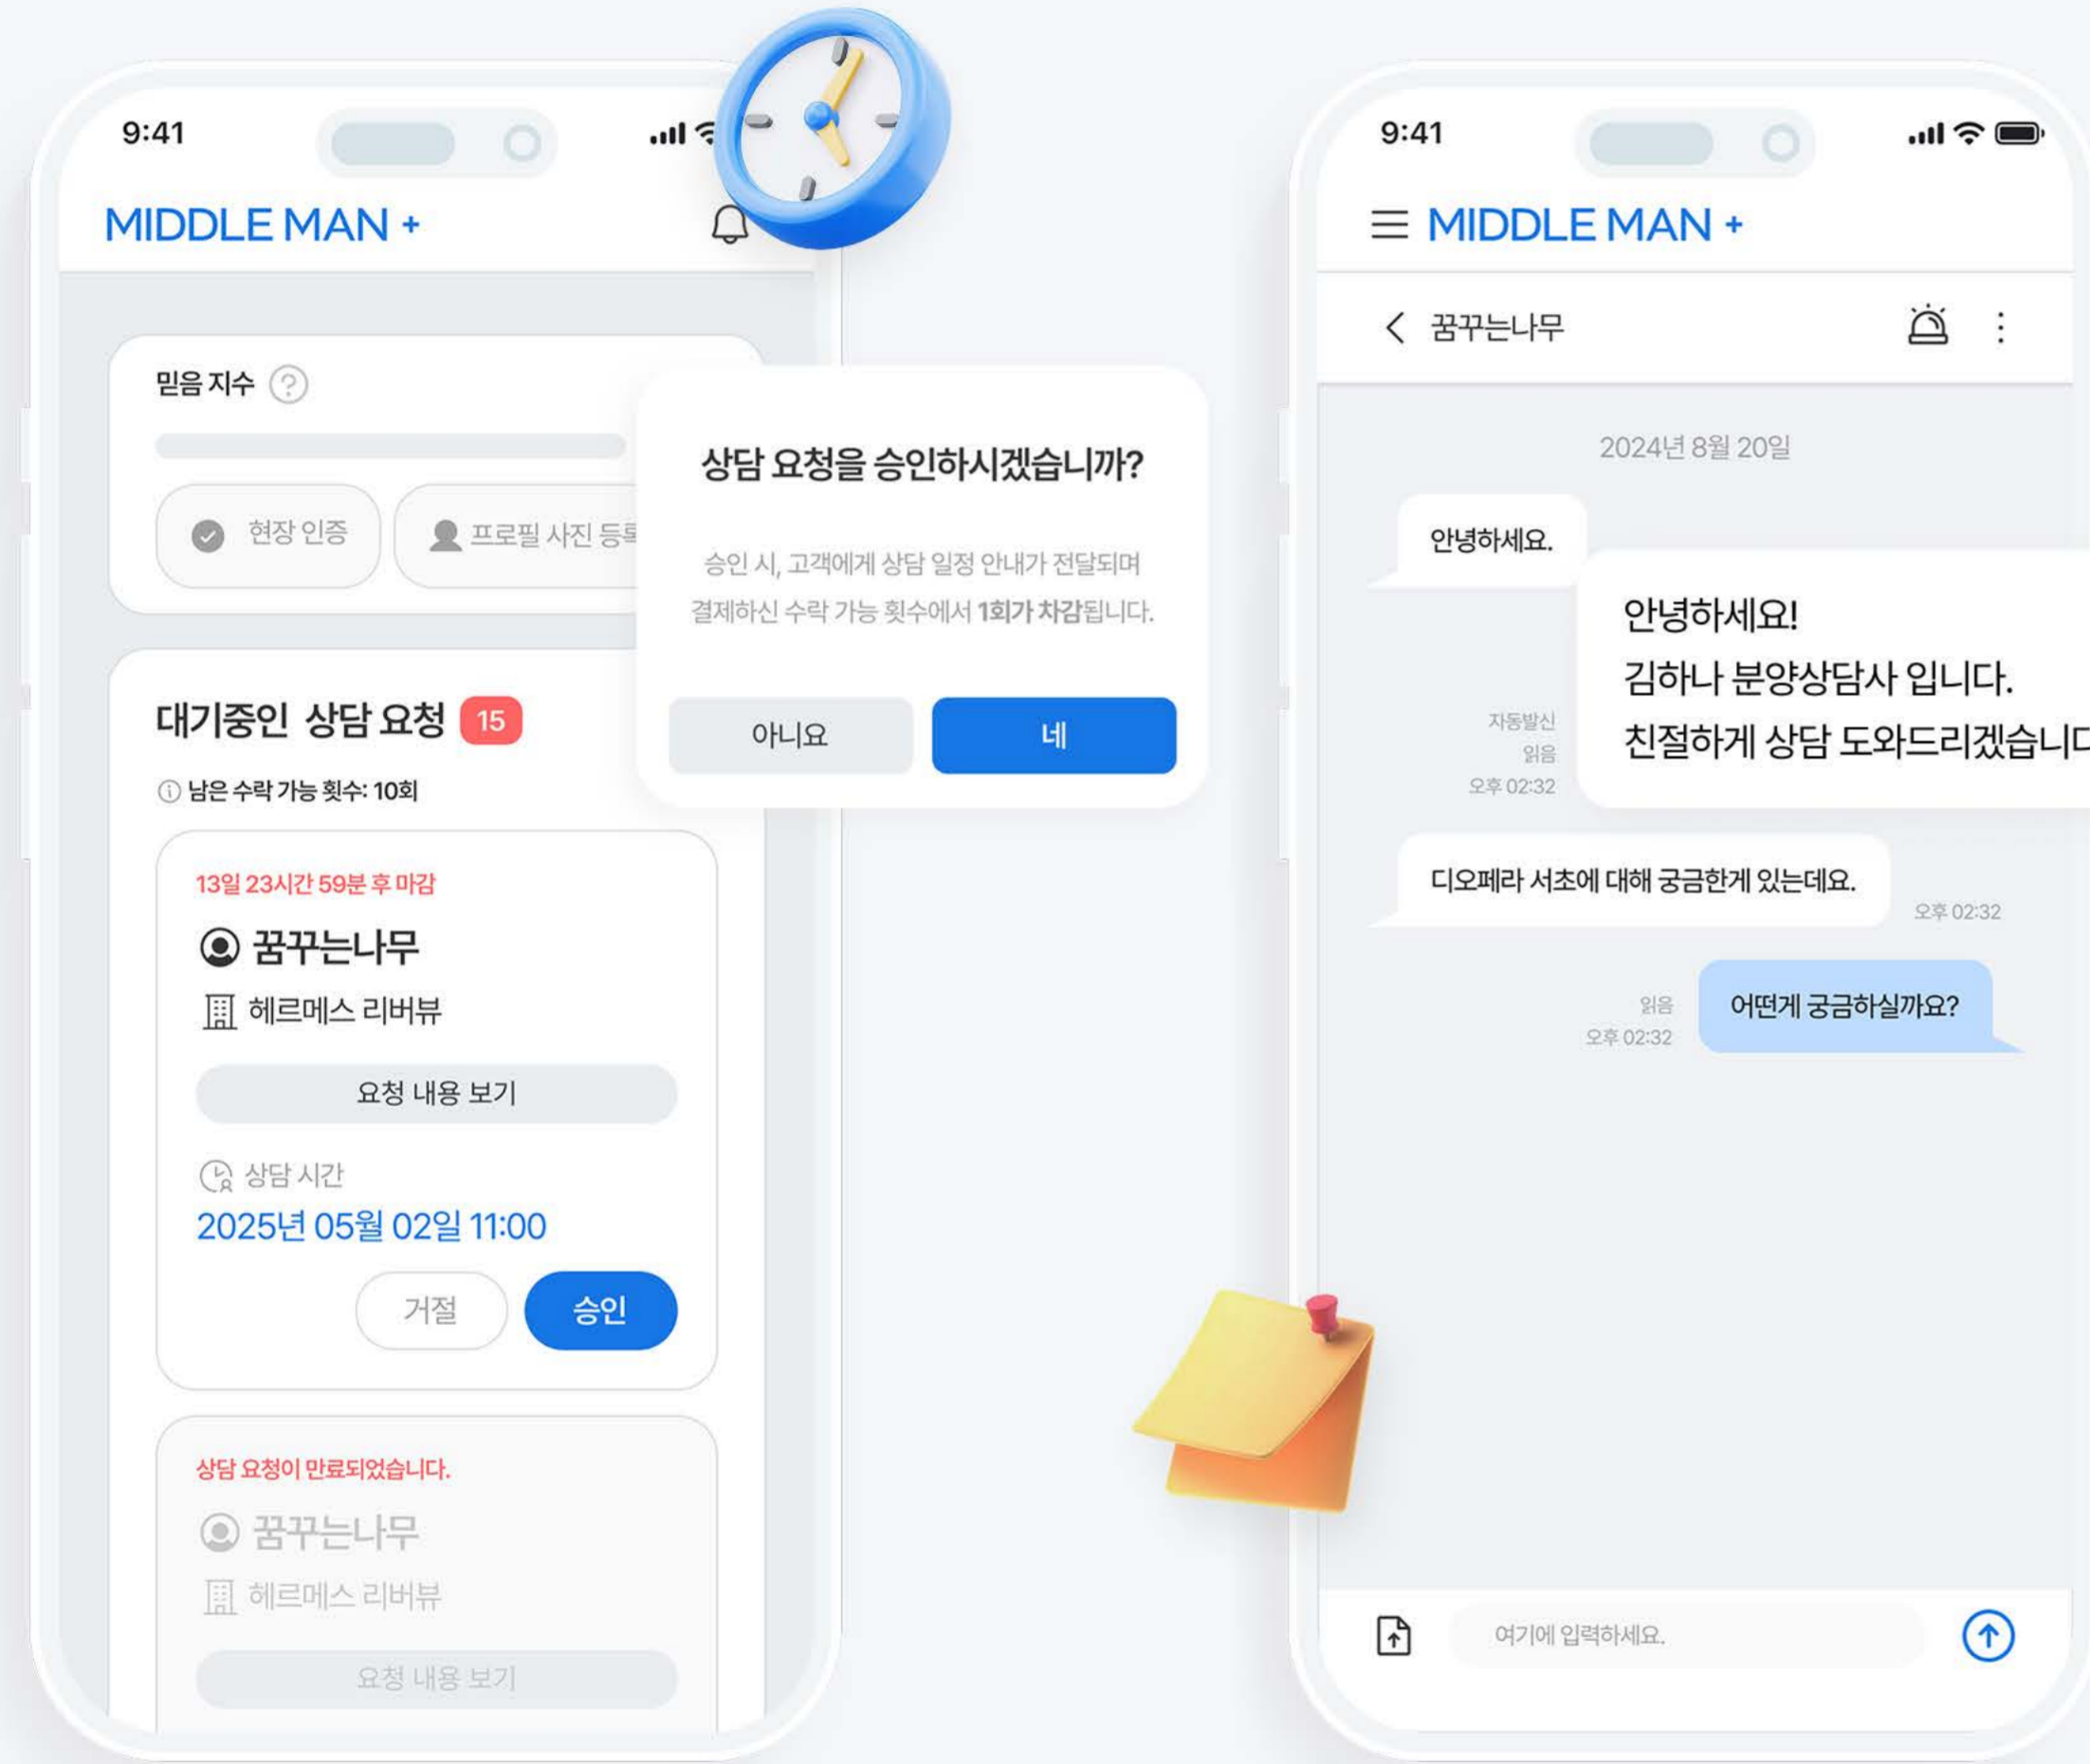 9:41
MIDDLE MAN +
믿음 지수 ?
현장 인증
프로필 사진 등록
대기중인 상담 요청 15
남은 수락 가능 횟수: 10회
13일 23시간 59분 후 마감
꿈꾸는나무
헤르메스 리버뷰
요청 내용 보기
상담 시간
2025년 05월 02일 11:00
거절
승인
상담 요청이 만료되었습니다.
꿈꾸는나무
헤르메스 리버뷰
요청 내용 보기
상담 요청을 승인하시겠습니까?
승인 시, 고객에게 상담 일정 안내가 전달되며
결제하신 수락 가능 횟수에서 1회가 차감됩니다.
아니요
네
9:41
MIDDLE MAN +
꿈꾸는나무
2024년 8월 20일
안녕하세요.
안녕하세요!
김하나 분양상담사 입니다.
친절하게 상담 도와드리겠습니다
자동발신
읽음
오후 02:32
디오페라 서초에 대해 궁금한게 있는데요.
오후 02:32
읽음
오후 02:32
어떤게 궁금하실까요?
여기에 입력하세요.